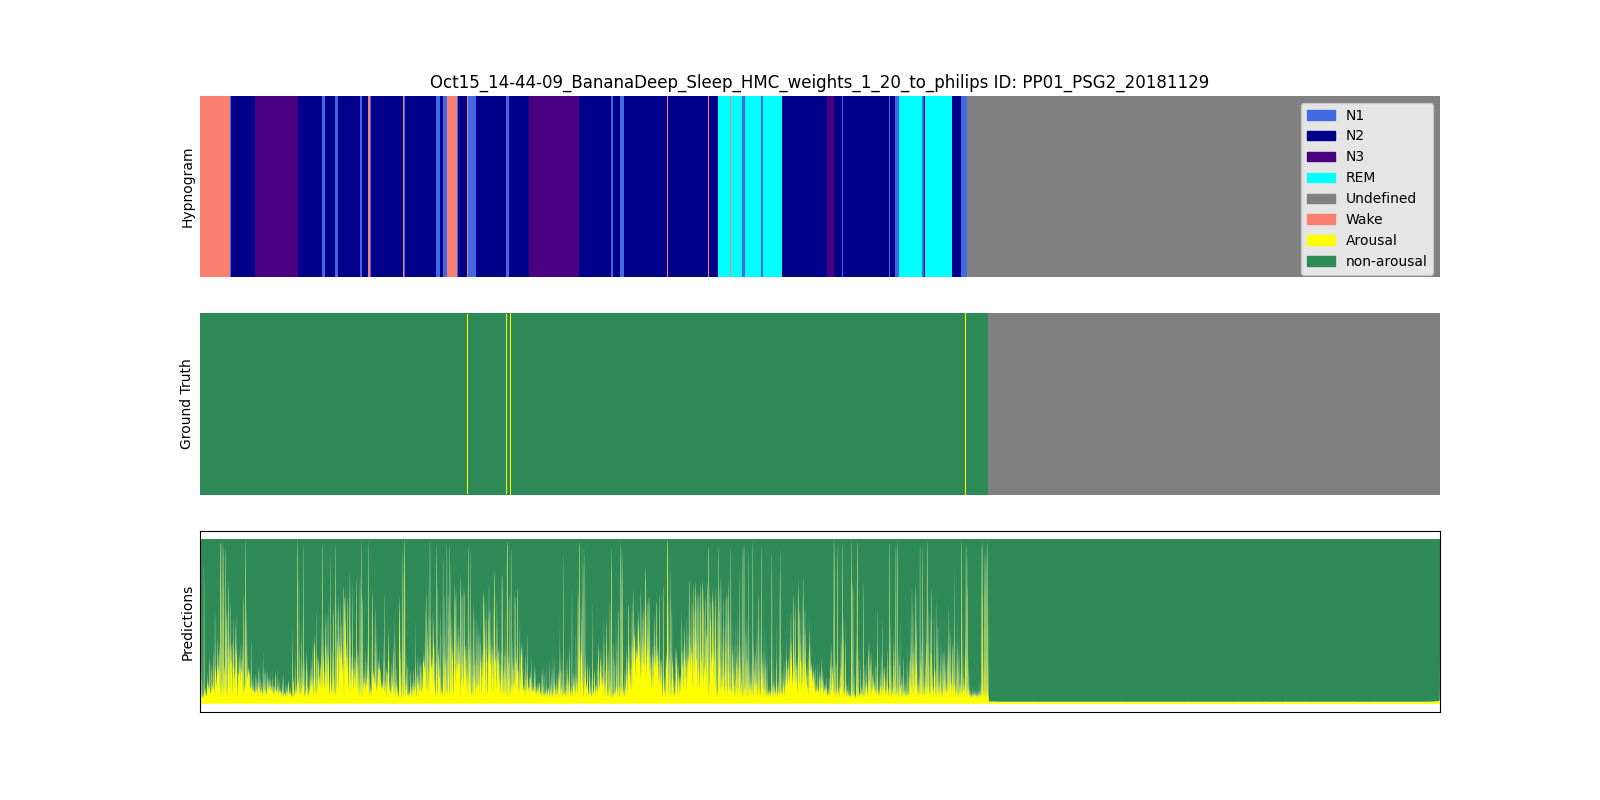 Oct15_14-44-09_BananaDeep_Sleep_HMC_weights_1_20_to_philips ID: PP01_PSG2_20181129
Hypnogram
N1
N2
N3
REM
Undefined
Wake
Arousal
non-arousal
Ground Truth
Predictions